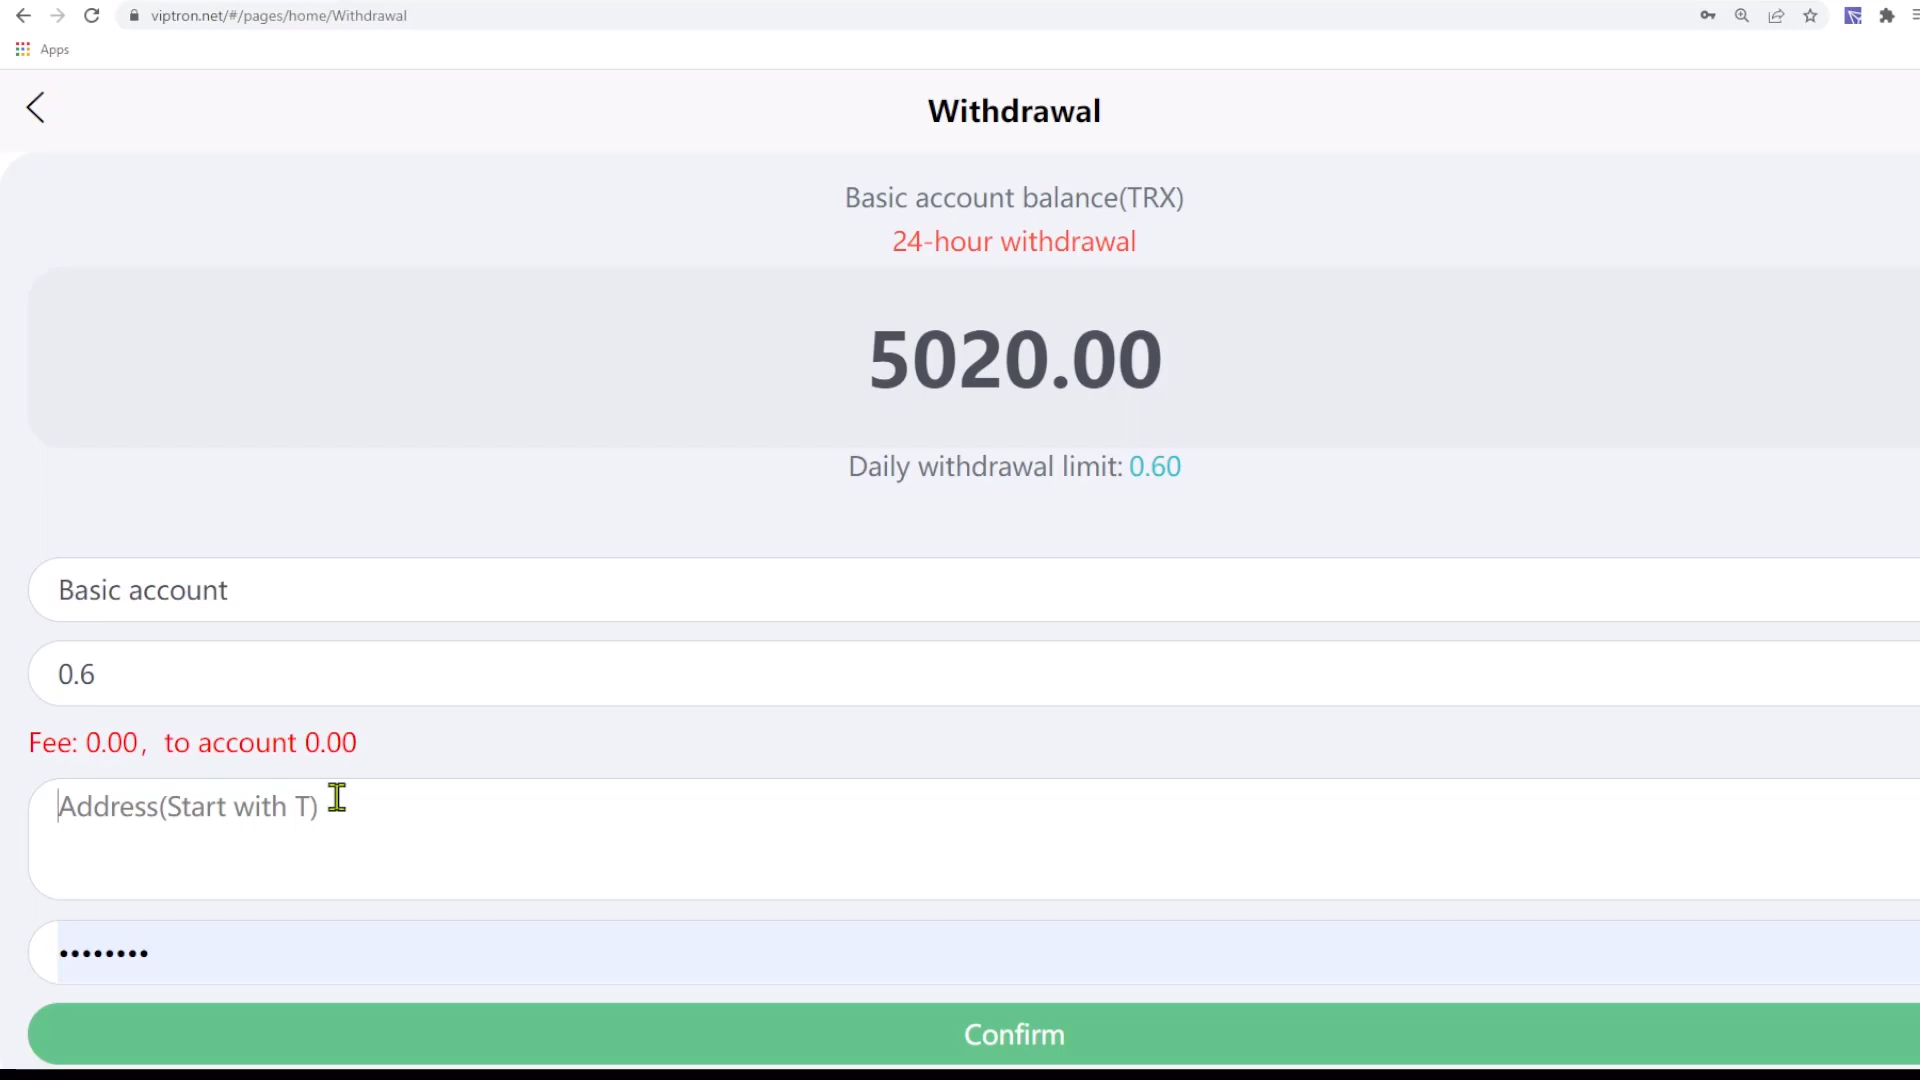 viptron.net/#/pages/home/Withdrawal
Apps
Withdrawal
Basic account balance(TRX)
24-hour withdrawal
5020.00
Daily withdrawal limit: 0.60
Basic account
0.6
Fee: 0.00，to account 0.00
Address(Start with T)
••••••••
Confirm